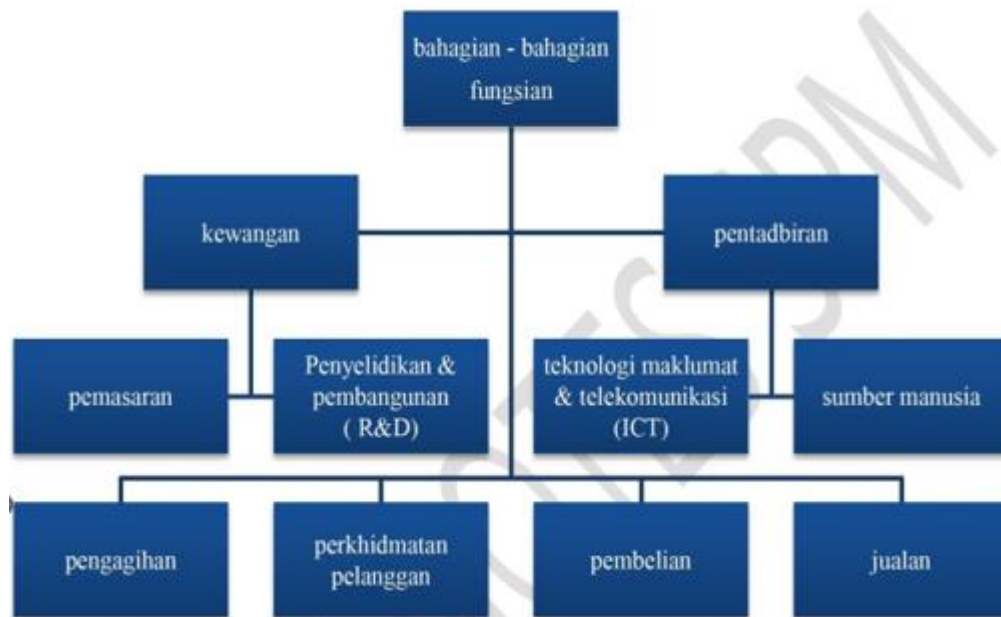 bahagian - bahagian
fungsian
kewangan
pentadbiran
pemasaran
Penyelidikan &
pembangunan
( R&D)
teknologi maklumat
& telekomunikasi
(ICT)
sumber manusia
pengagihan
perkhidmatan
pelanggan
pembelian
jualan